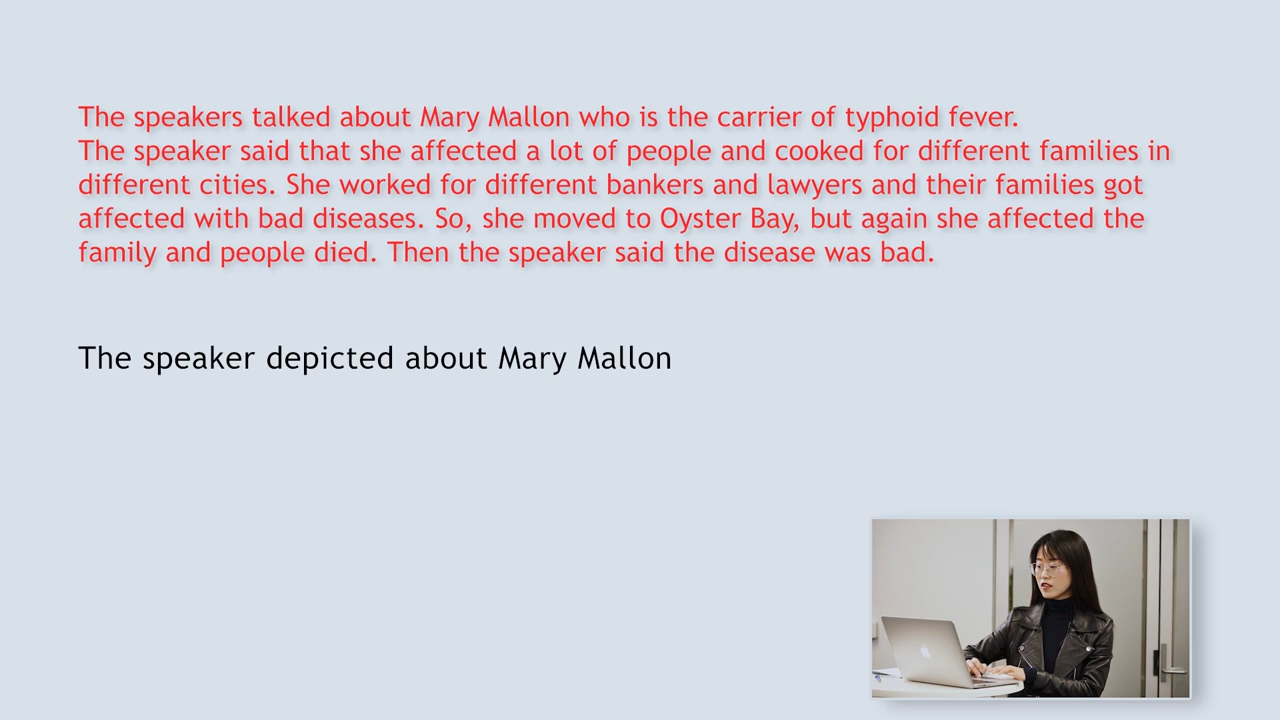 The speakers talked about Mary Mallon who is the carrier of typhoid fever.
The speaker said that she affected a lot of people and cooked for different families in
different cities. She worked for different bankers and lawyers and their families got
affected with bad diseases. So, she moved to Oyster Bay, but again she affected the
family and people died. Then the speaker said the disease was bad.
The speaker depicted about Mary Mallon